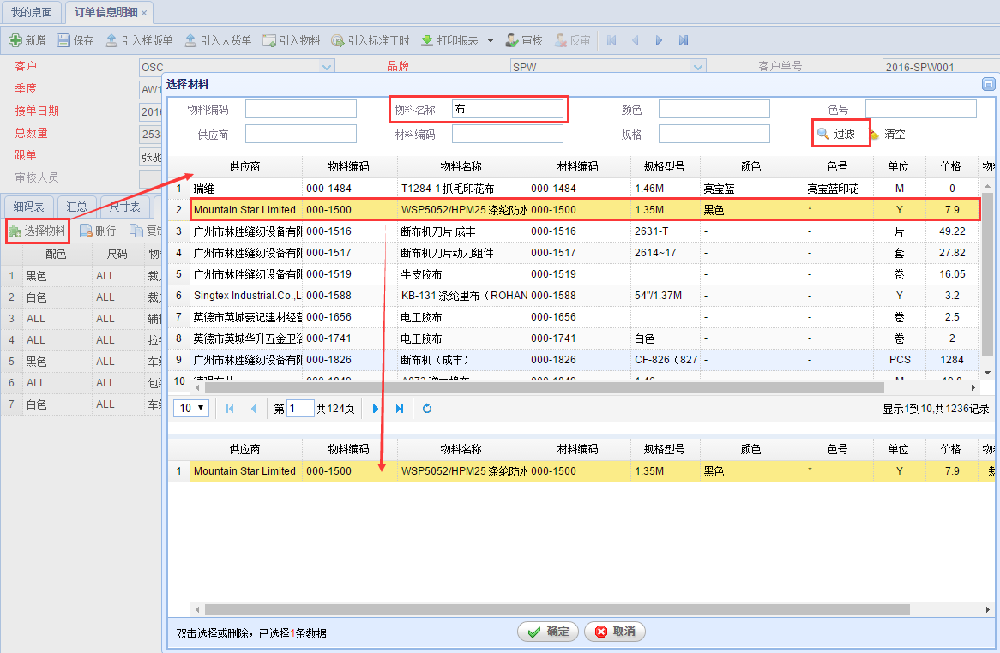 我的桌面 订单信息明细 ×
新增 保存 引入样版单 引入大货单 引入物料 引入标准工时 打印报表 审核 反审
客户 OSC 品牌 SPW 客户单号 2016-SPW001
季度 AW1
接单日期 2016
总数量 253
跟单 张驰
审核人员
细码表 汇总 尺寸表
选择物料 删行 复制
配色 尺码 物料
1 黑色 ALL 裁
2 白色 ALL 裁
3 ALL ALL 辅
4 ALL ALL 拉
5 黑色 ALL 车
6 ALL ALL 包
7 白色 ALL 车
选择材料
物料编码 物料名称 布 颜色 色号
供应商 材料编码 规格 过滤 清空
供应商 物料编码 物料名称 材料编码 规格型号 颜色 色号 单位 价格 物
1 瑞维 000-1484 T1284-1 抓毛印花布 000-1484 1.46M 亮宝蓝 亮宝蓝印花 M 0
2 Mountain Star Limited 000-1500 WSP5052/HPM25 涤纶防水 000-1500 1.35M 黑色 * Y 7.9
3 广州市林胜缝纫设备有限 000-1516 断布机刀片 成丰 000-1516 2631-T - - 片 49.22
4 广州市林胜缝纫设备有限 000-1517 断布机刀片动刀组件 000-1517 2614~17 - - 套 27.82
5 广州市林胜缝纫设备有限 000-1519 牛皮胶布 000-1519 - - 卷 16.05
6 Singtex Industrial.Co.,L 000-1588 KB-131 涤纶里布（ROHAN 000-1588 54"/1.37M - - Y 3.2
7 英德市英城豪记建材经营 000-1656 电工胶布 000-1656 - - 卷 2.5
8 英德市英城华升五金卫浴 000-1741 电工胶布 000-1741 白色 - - 卷 2
9 广州市林胜缝纫设备有限 000-1826 断布机（成丰） 000-1826 CF-826（827 - - PCS 1284
10 德强布业 000-1849 A073 弹力棉布 000-1849 1.46 - - M 19.8
10 第 1 共124页 显示1到10,共1236记录
供应商 物料编码 物料名称 材料编码 规格型号 颜色 色号 单位 价格 物
1 Mountain Star Limited 000-1500 WSP5052/HPM25 涤纶防水 000-1500 1.35M 黑色 * Y 7.9 裁
双击选择或删除，已选择1条数据 确定 取消